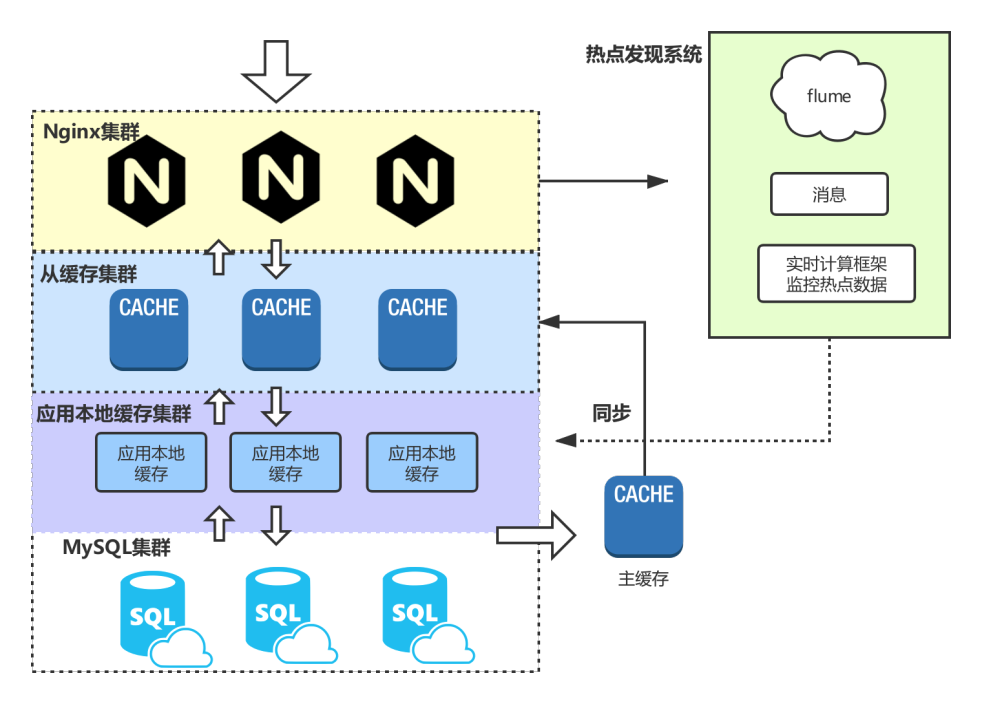 热点发现系统
flume
消息
实时计算框架
监控热点数据
Nginx集群
N
N
N
从缓存集群
CACHE
CACHE
CACHE
应用本地缓存集群
应用本地
缓存
应用本地
缓存
应用本地
缓存
同步
CACHE
主缓存
MySQL集群
SQL
SQL
SQL